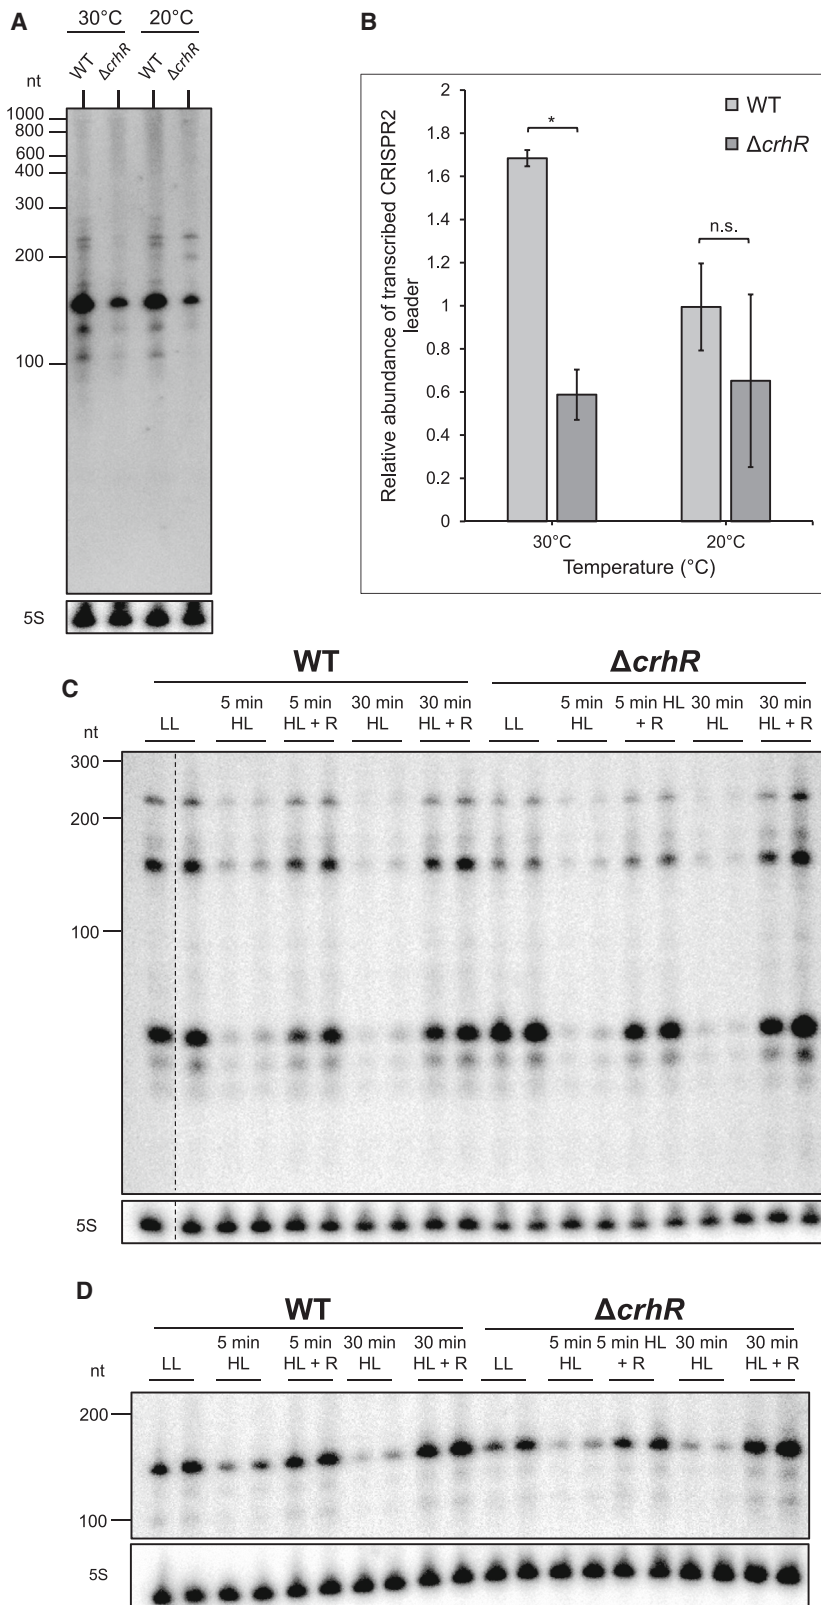 A
30°C 20°C
WT ΔcrhR WT ΔcrhR
nt
1000
800
600
400
300
200
100
5S
B
Relative abundance of transcribed CRISPR2
leader
2
1.8
1.6
1.4
1.2
1
0.8
0.6
0.4
0.2
0
*
n.s.
WT
ΔcrhR
30°C 20°C
Temperature (°C)
C
WT ΔcrhR
5 min 5 min 30 min 30 min 5 min 5 min HL 30 min 30 min
LL HL HL + R HL HL + R LL HL + R HL HL + R
nt
300
200
100
5S
D
WT ΔcrhR
5 min 5 min 30 min 30 min 5 min 5 min HL 30 min 30 min
LL HL HL + R HL HL + R LL HL + R HL HL + R
nt
200
100
5S